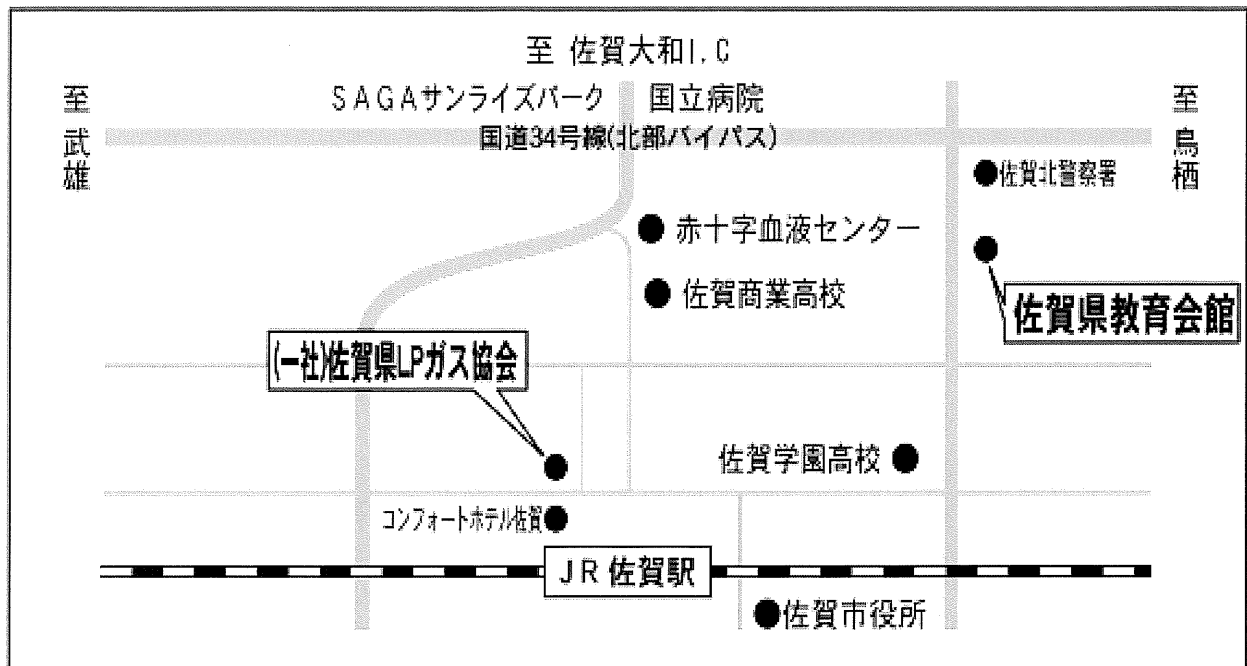 至 佐賀大和I.C
至 武雄
SAGAサンライズパーク
国立病院
至 鳥栖
国道34号線(北部バイパス)
佐賀北警察署
赤十字血液センター
佐賀商業高校
佐賀県教育会館
(一社)佐賀県LPガス協会
佐賀学園高校
コンフォートホテル佐賀
JR佐賀駅
佐賀市役所